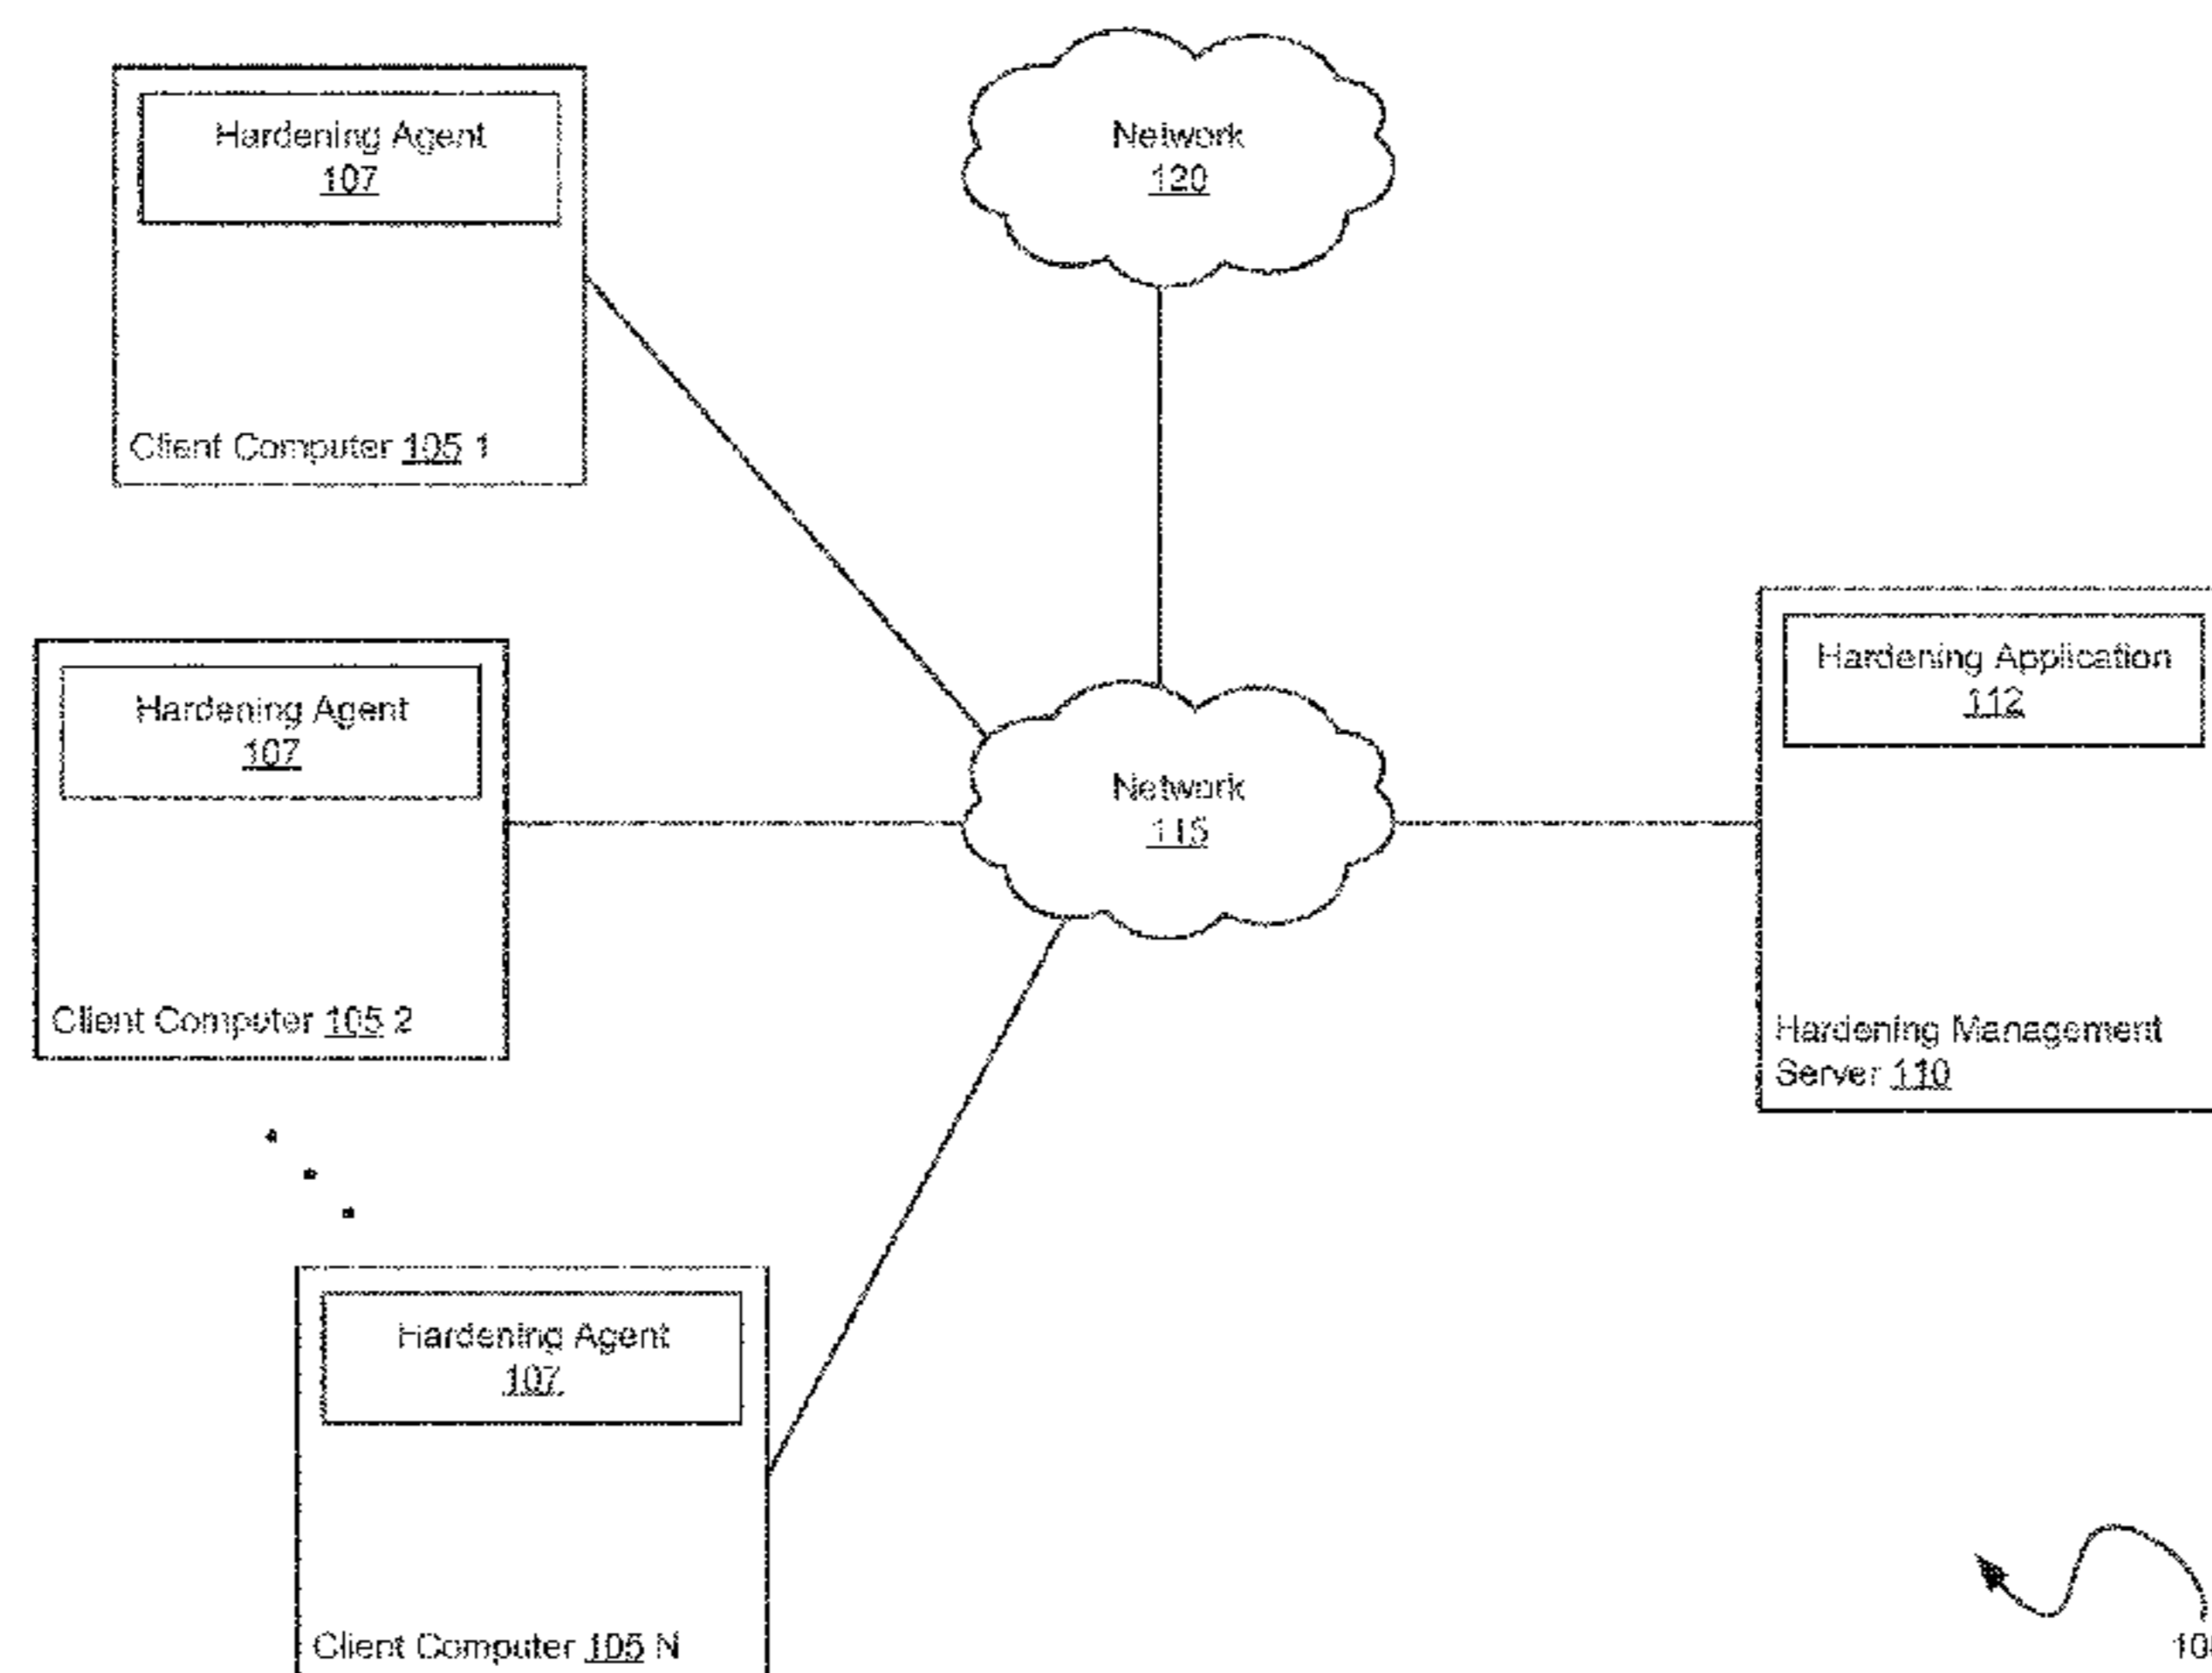 Hardening Agent
107
Client Computer 105 1
Network
120
Hardening Agent
107
Client Computer 105 2
Network
115
Hardening Application
112
Hardening Management
Server 110
Hardening Agent
107
Client Computer 105 N